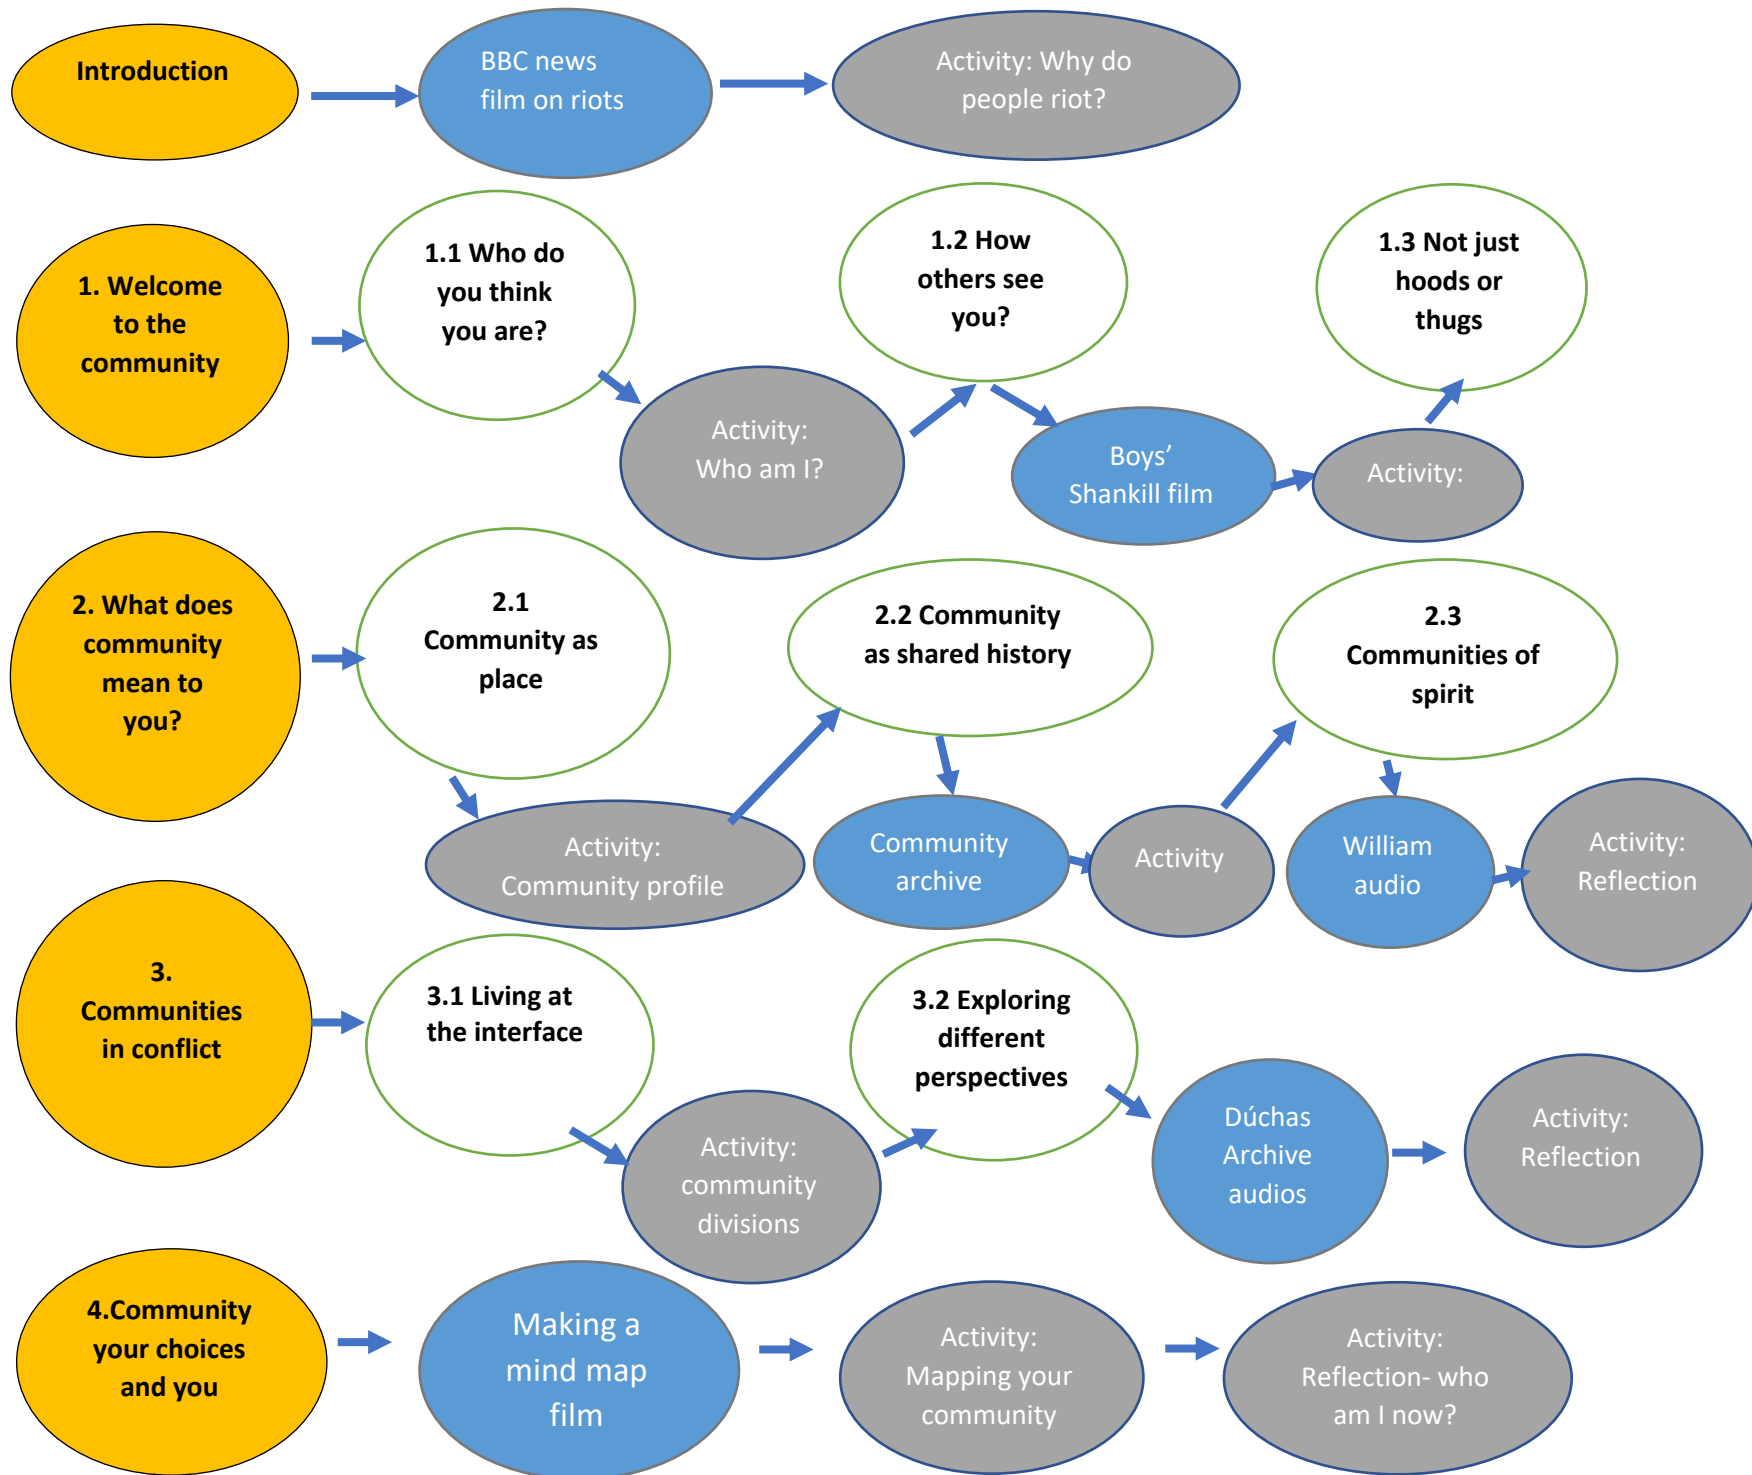 Introduction
BBC news
film on riots
Activity: Why do
people riot?
1. Welcome
to the
community
1.1 Who do
you think
you are?
Activity:
Who am I?
1.2 How
others see
you?
Boys’
Shankill film
Activity:
1.3 Not just
hoods or
thugs
2. What does
community
mean to
you?
2.1
Community as
place
Activity:
Community profile
2.2 Community
as shared history
Community
archive
Activity
2.3
Communities of
spirit
William
audio
Activity:
Reflection
3.
Communities
in conflict
3.1 Living at
the interface
Activity:
community
divisions
3.2 Exploring
different
perspectives
Dúchas
Archive
audios
Activity:
Reflection
4.Community
your choices
and you
Making a
mind map
film
Activity:
Mapping your
community
Activity:
Reflection- who
am I now?